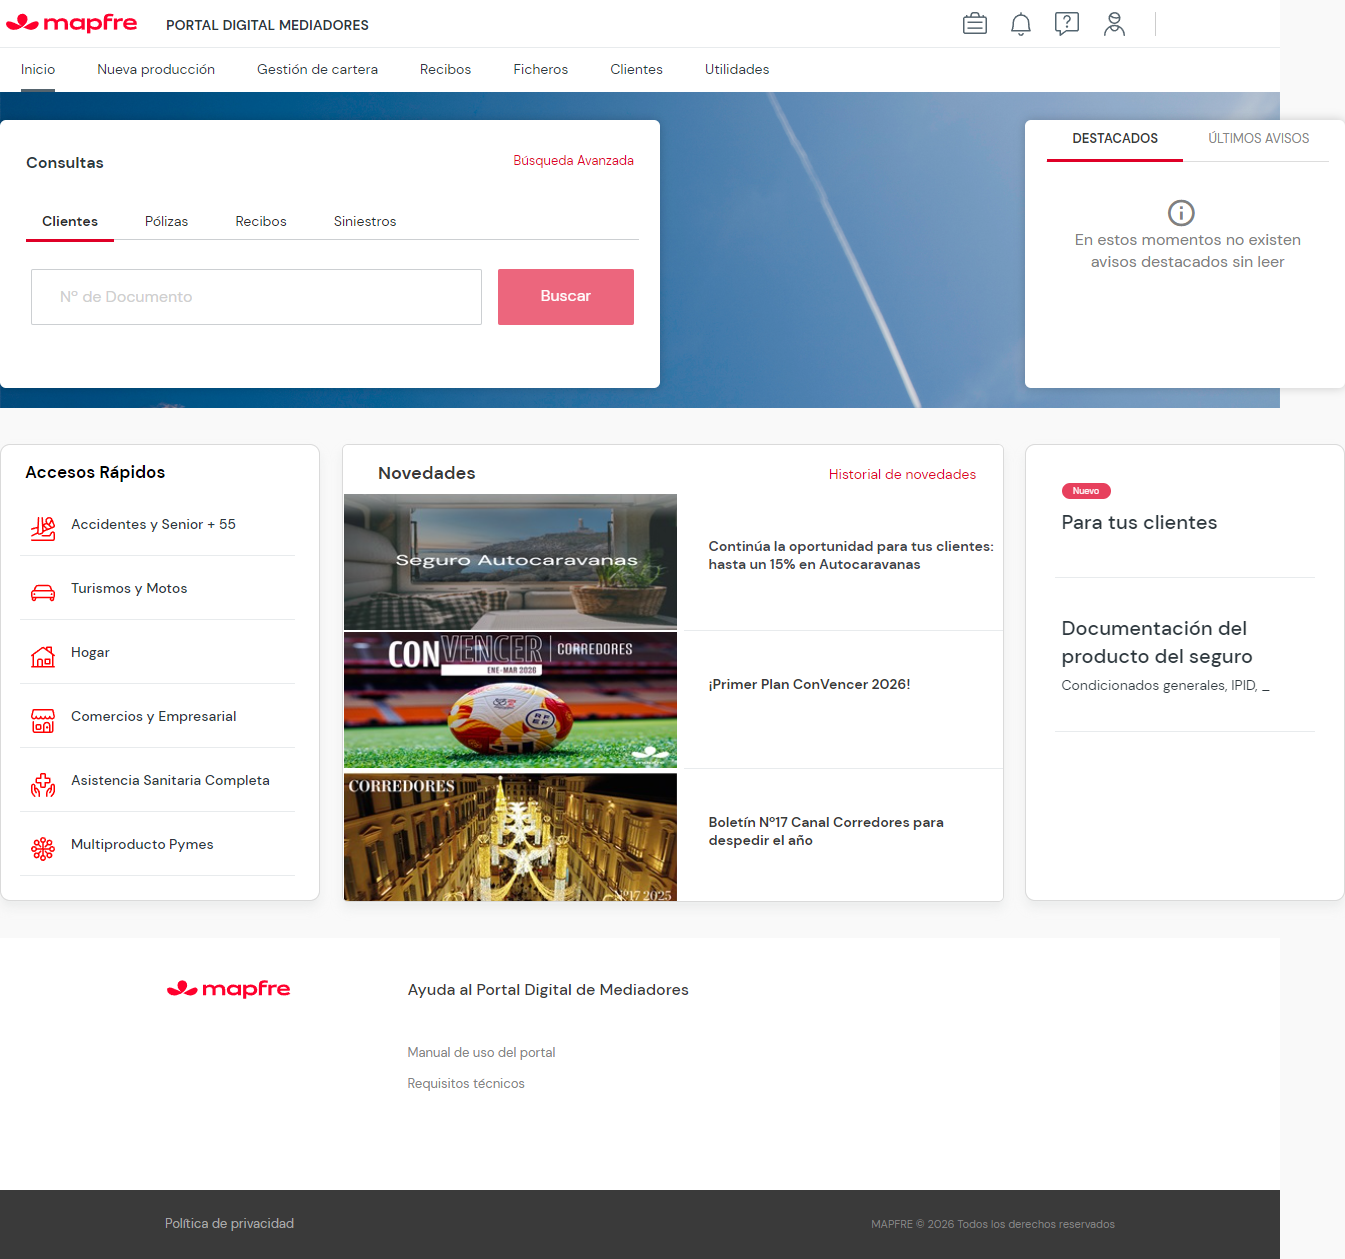 mapfre
PORTAL DIGITAL MEDIADORES
Inicio
Nueva producción
Gestión de cartera
Recibos
Ficheros
Clientes
Utilidades
Consultas
Búsqueda Avanzada
Clientes
Pólizas
Recibos
Siniestros
Nº de Documento
Buscar
DESTACADOS
ÚLTIMOS AVISOS
En estos momentos no existen
avisos destacados sin leer
Accesos Rápidos
Accidentes y Senior + 55
Turismos y Motos
Hogar
Comercios y Empresarial
Asistencia Sanitaria Completa
Multiproducto Pymes
Novedades
Historial de novedades
Seguro Autocaravanas
Continúa la oportunidad para tus clientes:
hasta un 15% en Autocaravanas
CONVENCER
CORREDORES
ENE-MAR 2026
RFEF
¡Primer Plan ConVencer 2026!
CORREDORES
Nº17 2025
Boletín Nº17 Canal Corredores para
despedir el año
Nuevo
Para tus clientes
Documentación del
producto del seguro
Condicionados generales, IPID, _
mapfre
Ayuda al Portal Digital de Mediadores
Manual de uso del portal
Requisitos técnicos
Política de privacidad
MAPFRE © 2026 Todos los derechos reservados